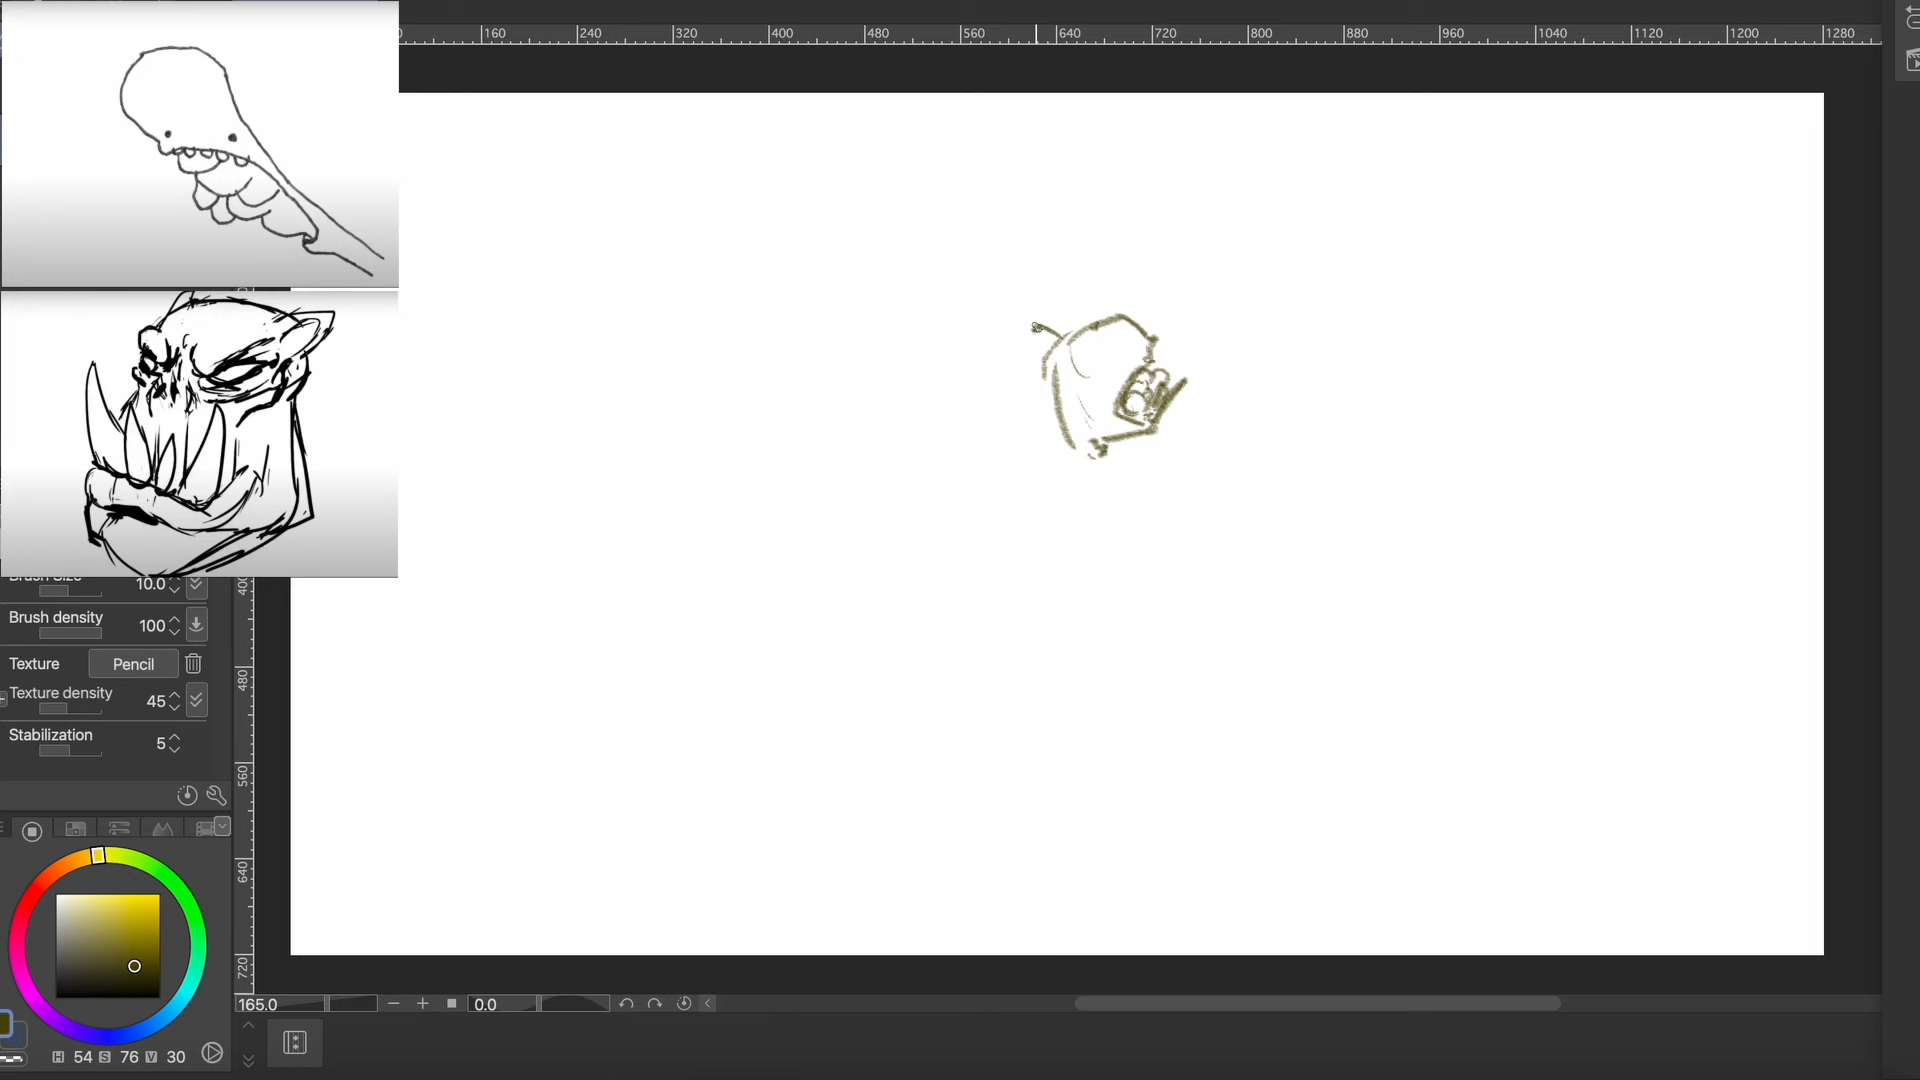 160 240 320 400 480 560 640 720 800 880 960 1040 1120 1200 1280
10.0
Brush density 100
Texture Pencil
Texture density 45
Stabilization 5
480
560
640
720
165.0
0.0
H 54 S 76 V 30